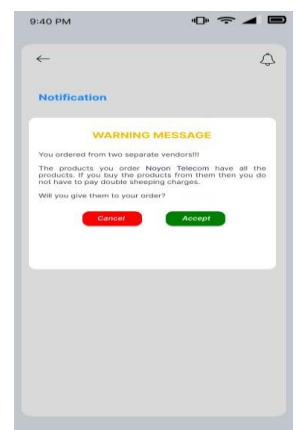 9:40 PM
Notification
WARNING MESSAGE
You ordered from two separate vendors!!!
The products you order Noyon Telecom have all the
products. If you buy the products from them then you do
not have to pay double sheeping charges.
Will you give them to your order?
Cancel Accept